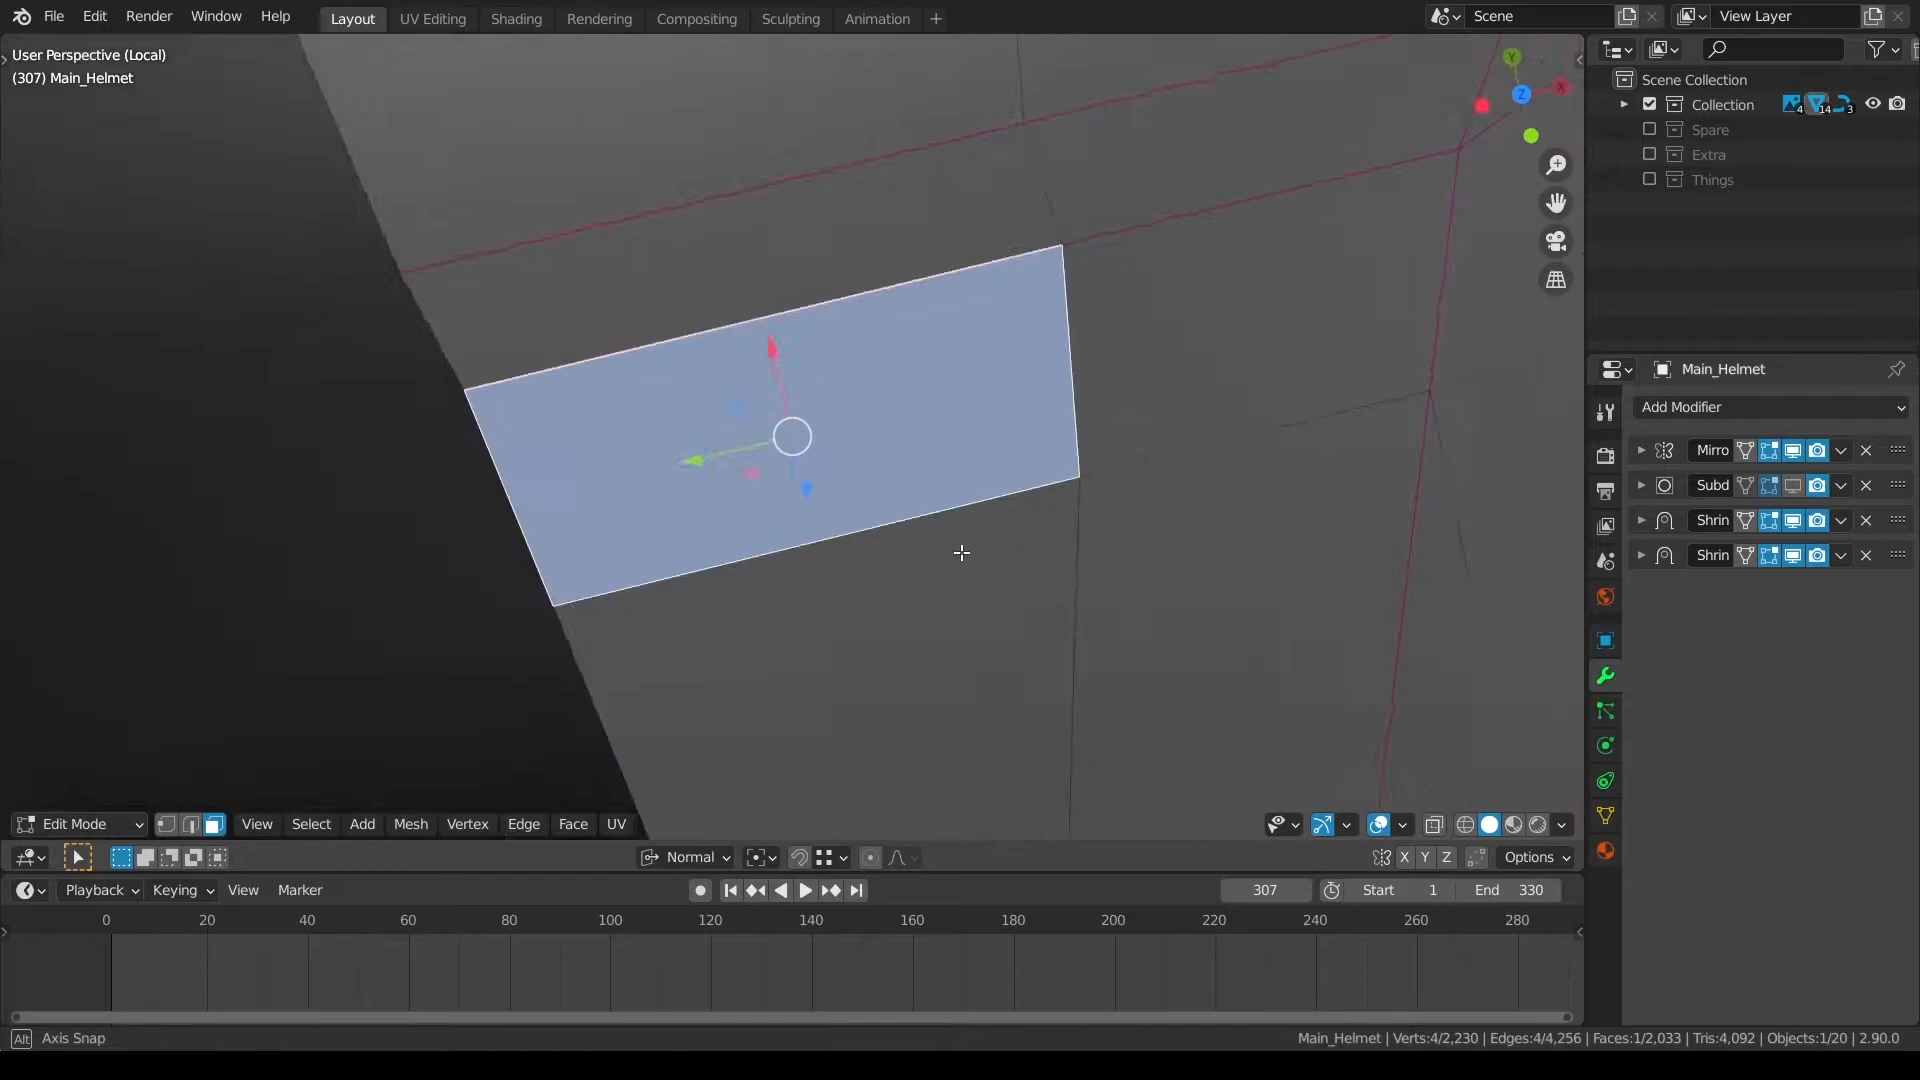 File Edit Render Window Help Layout UV Editing Shading Rendering Compositing Sculpting Animation + Scene View Layer
User Perspective (Local)
(307) Main_Helmet
Y
X
Z
Scene Collection
Collection 4 14 3
Spare
Extra
Things
Main_Helmet
Add Modifier
Mirro
Subd
Shrin
Shrin
Edit Mode View Select Add Mesh Vertex Edge Face UV
Normal X Y Z Options
Playback Keying View Marker 307 Start 1 End 330
0 20 40 60 80 100 120 140 160 180 200 220 240 260 280
Alt Axis Snap Main_Helmet | Verts:4/2,230 | Edges:4/4,256 | Faces:1/2,033 | Tris:4,092 | Objects:1/20 | 2.90.0